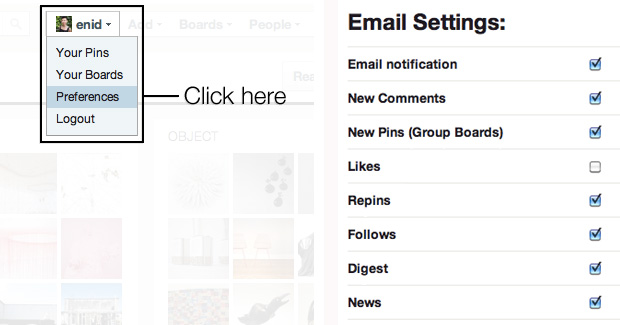 enid
Add
Boards
People
Your Pins
Your Boards
Preferences
Logout
Click here
Rea
OBJECT
Email Settings:
Email notification
New Comments
New Pins (Group Boards)
Likes
Repins
Follows
Digest
News